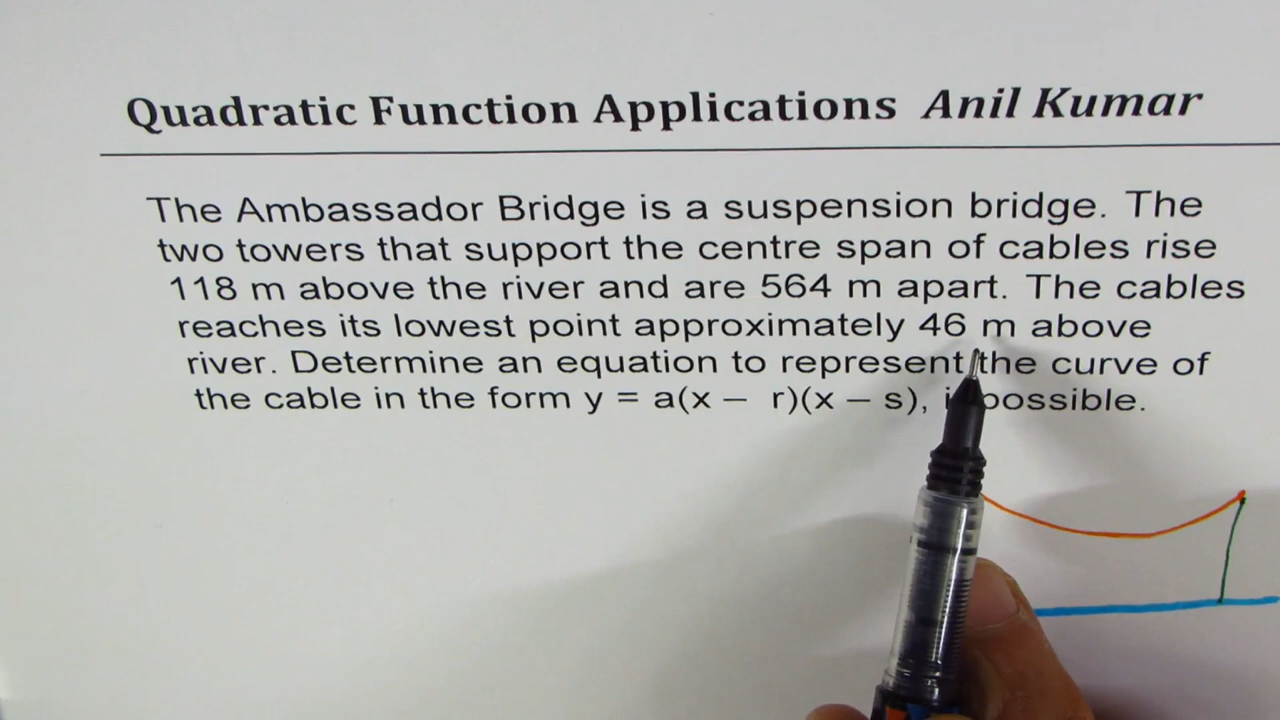 Quadratic Function Applications Anil Kumar
The Ambassador Bridge is a suspension bridge. The
two towers that support the centre span of cables rise
118 m above the river and are 564 m apart. The cables
reaches its lowest point approximately 46 m above
river. Determine an equation to represent the curve of
the cable in the form y = a(x – r)(x – s), possible.